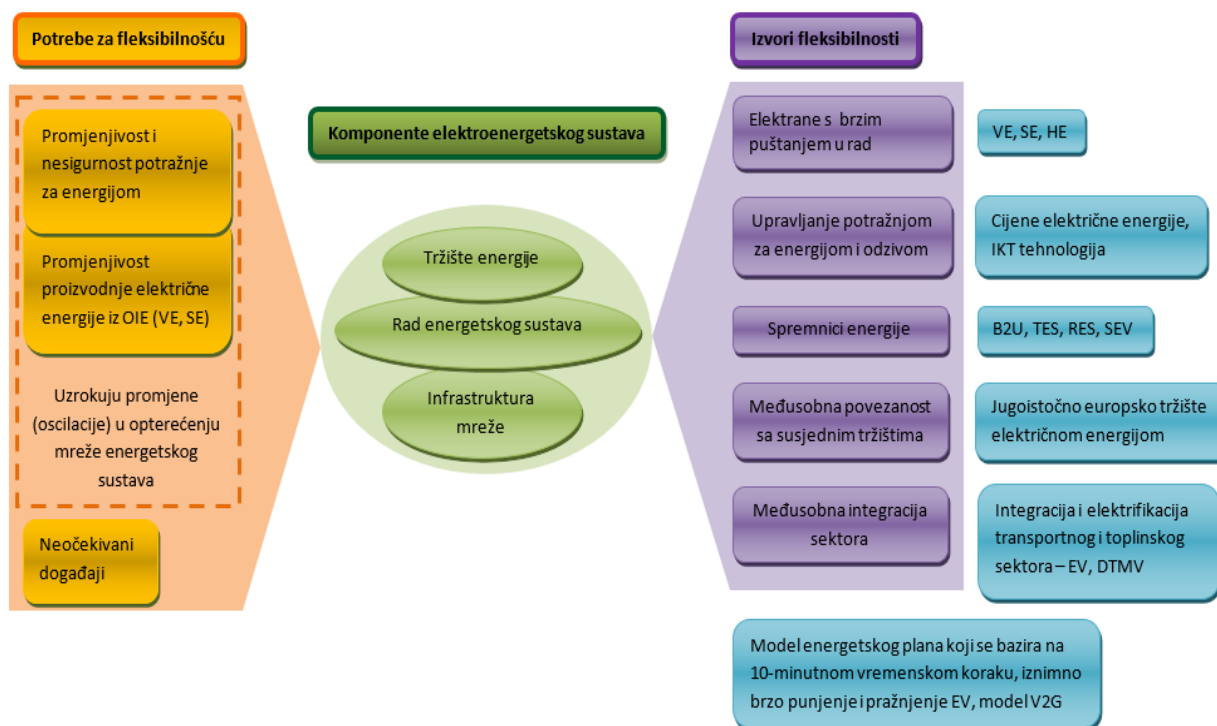 Potrebe za fleksibilnošću
Promjenjivost i
nesigurnost potražnje
za energijom
Promjenjivost
proizvodnje električne
energije iz OIE (VE, SE)
Uzrokuju promjene
(oscilacije) u opterećenju
mreže energetskog
sustava
Neočekivani
događaji
Komponente elektroenergetskog sustava
Tržište energije
Rad energetskog sustava
Infrastruktura
mreže
Izvori fleksibilnosti
Elektrane s brzim
puštanjem u rad
VE, SE, HE
Upravljanje potražnjom
za energijom i odzivom
Cijene električne energije,
IKT tehnologija
Spremnici energije
B2U, TES, RES, SEV
Međusobna povezanost
sa susjednim tržištima
Jugoistočno europsko tržište
električnom energijom
Međusobna integracija
sektora
Integracija i elektrifikacija
transportnog i toplinskog
sektora – EV, DTMV
Model energetskog plana koji se bazira na
10-minutnom vremenskom koraku, iznimno
brzo punjenje i pražnjenje EV, model V2G